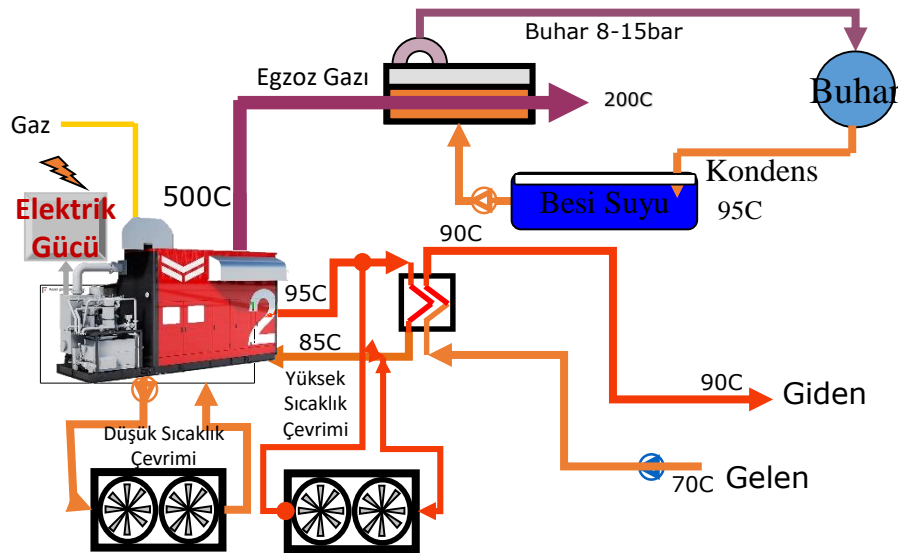 Buhar 8-15bar
Egzoz Gazı
200C
Buhar
Gaz
Kondens
500C
Elektrik
Gücü
Besi Suyu
95C
90C
95C
2
85C
Yüksek
Sıcaklık
Çevrimi
90C
Giden
Düşük Sıcaklık
Çevrimi
70C
Gelen